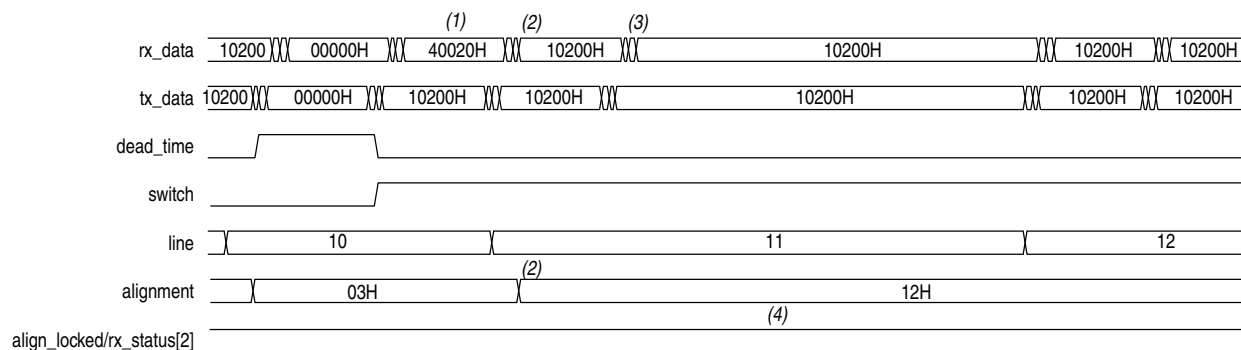 (1) (2) (3)
rx_data 10200 00000H 40020H 10200H 10200H 10200H 10200H
tx_data 10200 00000H 10200H 10200H 10200H 10200H 10200H
dead_time
switch
line 10 11 12
(2)
alignment 03H 12H
(4)
align_locked/rx_status[2]